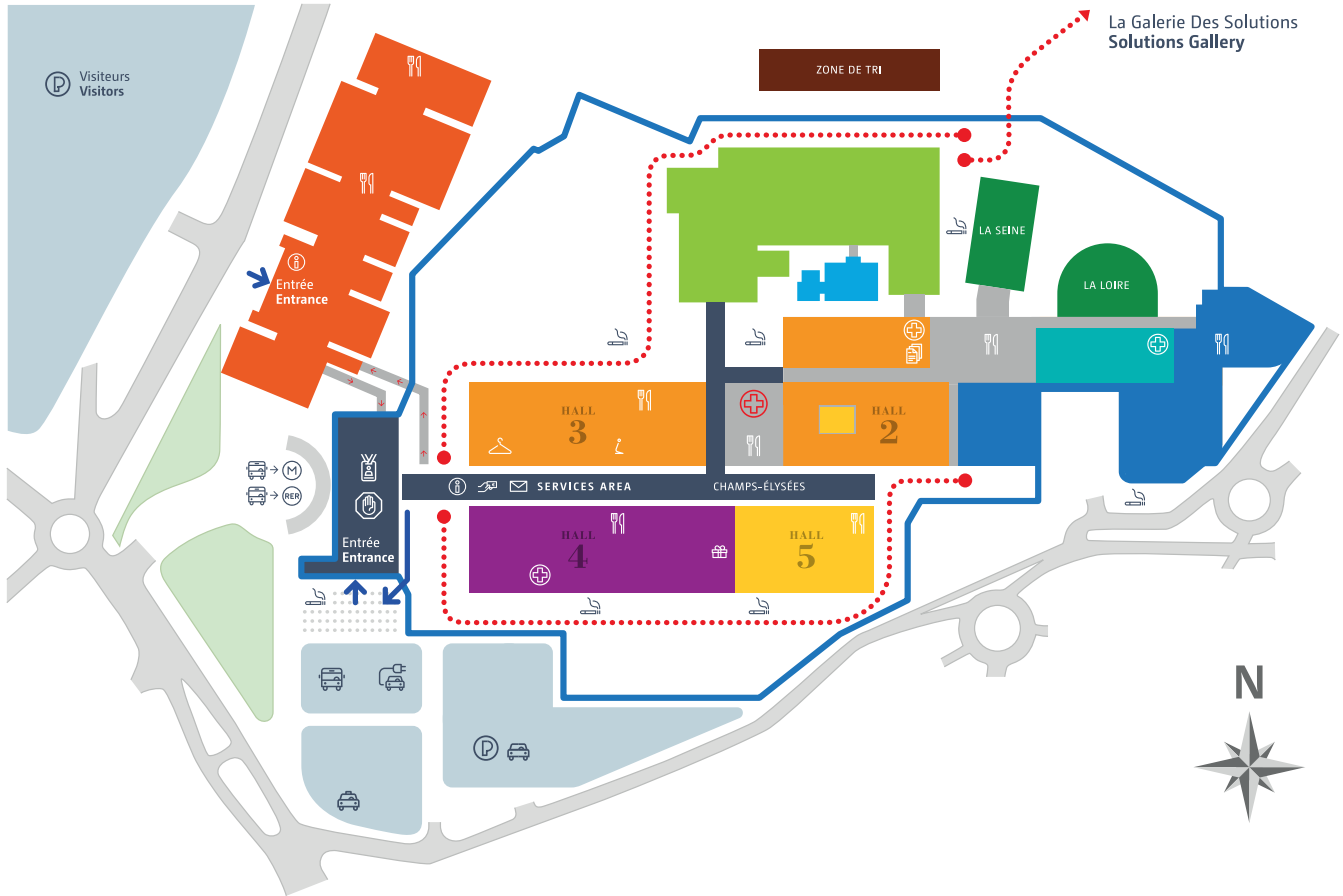 La Galerie Des Solutions
Solutions Gallery
Visiteurs
Visitors
ZONE DE TRI
LA SEINE
LA LOIRE
Entrée
Entrance
HALL
3
HALL
2
M
RER
SERVICES AREA
CHAMPS-ÉLYSÉES
Entrée
Entrance
HALL
4
HALL
5
P
P
N